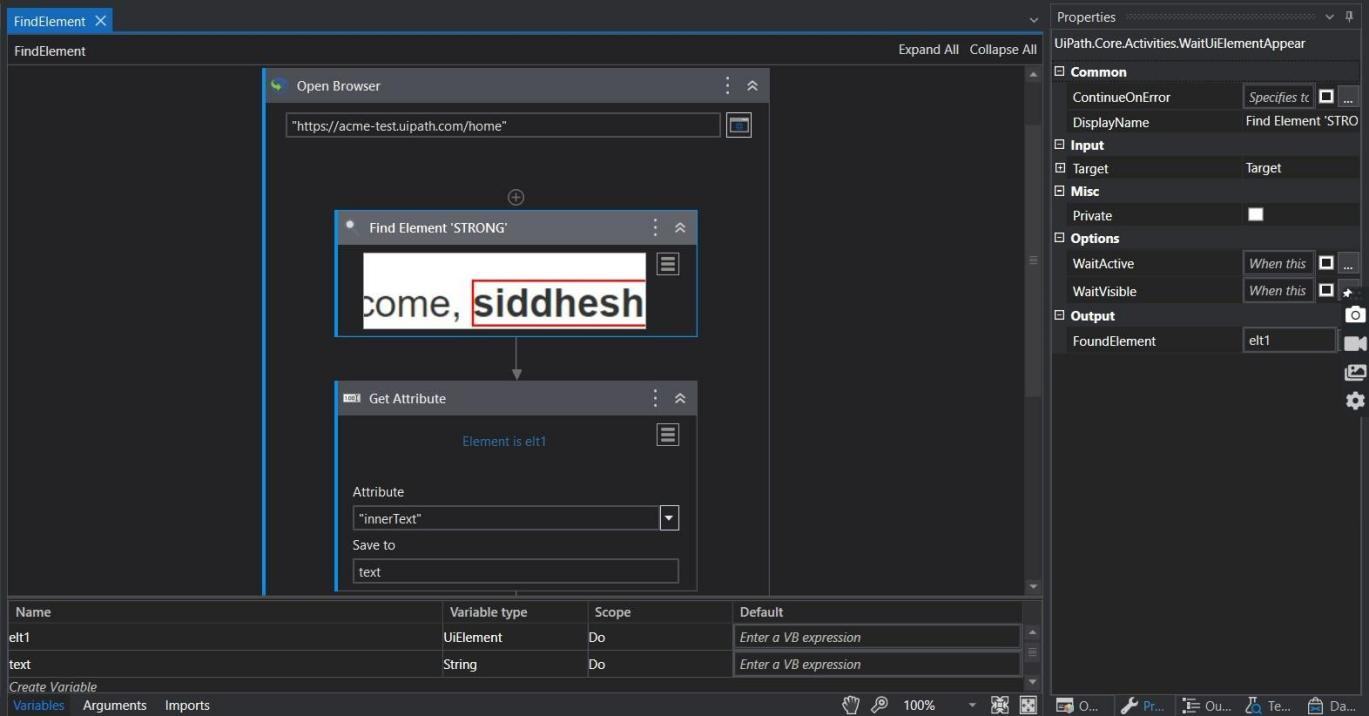 FindElement
FindElement
Expand All Collapse All
Open Browser
"https://acme-test.uipath.com/home"
Find Element 'STRONG'
come, siddhesh
Get Attribute
Element is elt1
Attribute
"innerText"
Save to
text
Name Variable type Scope Default
elt1 UiElement Do Enter a VB expression
text String Do Enter a VB expression
Create Variable
Variables Arguments Imports
100%
Properties
UiPath.Core.Activities.WaitUiElementAppear
Common
ContinueOnError Specifies tc ...
DisplayName Find Element 'STRO
Input
Target Target
Misc
Private
Options
WaitActive When this ...
WaitVisible When this
Output
FoundElement elt1
O... Pr... Ou... Te... Da...